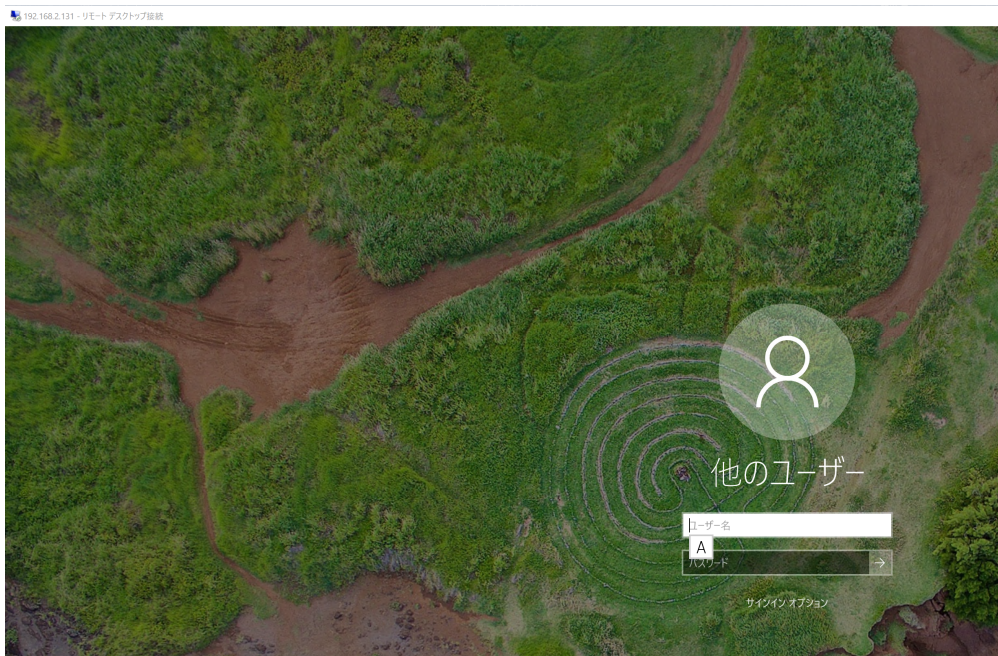 192.168.2.131 - リモート デスクトップ接続
他のユーザー
ユーザー名
A
パスワード
サインイン オプション